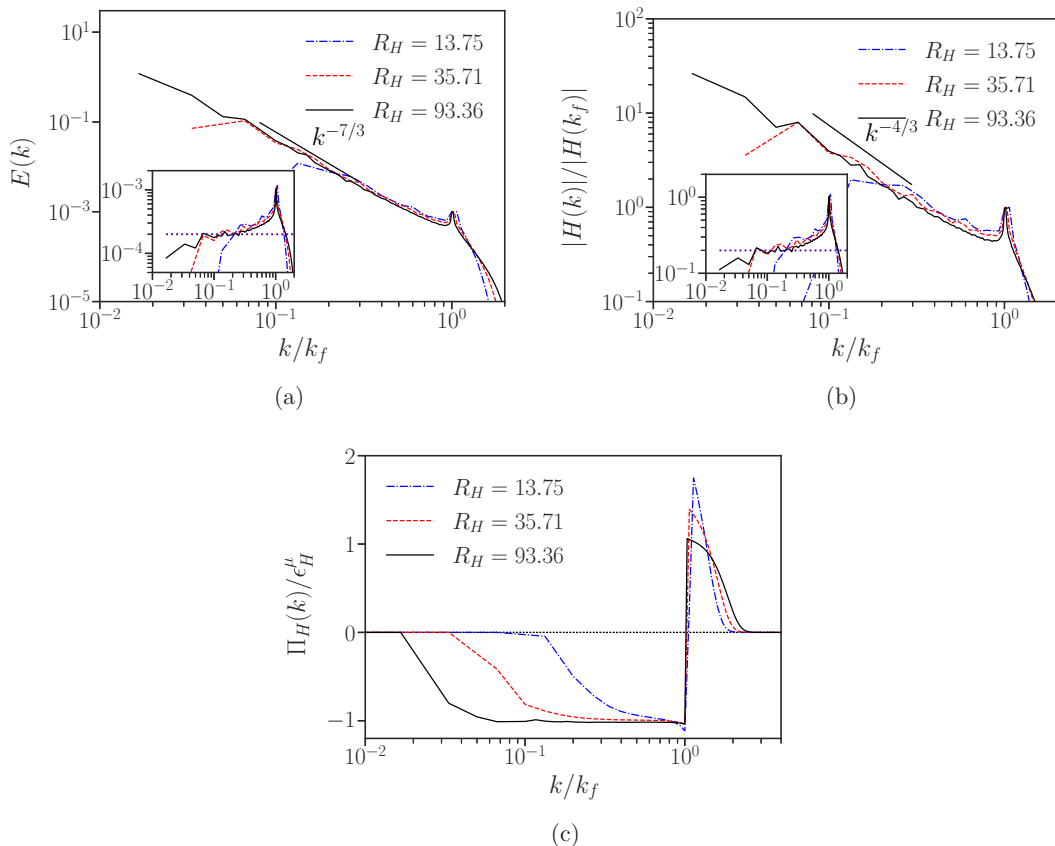 E(k)
10^1
10^{-1}
10^{-3}
10^{-5}
R_H = 13.75
R_H = 35.71
R_H = 93.36
k^{-7/3}
10^{-3}
10^{-4}
10^{-2} 10^{-1} 10^0
10^{-2} 10^{-1} 10^0
k/k_f
(a)
|H(k)|/|H(k_f)|
10^2
10^1
10^0
10^{-1}
R_H = 13.75
R_H = 35.71
R_H = 93.36
k^{-4/3}
10^0
10^{-1}
10^{-2} 10^{-1} 10^0
10^{-2} 10^{-1} 10^0
k/k_f
(b)
Π_H(k)/ϵ_H^μ
2
1
0
−1
R_H = 13.75
R_H = 35.71
R_H = 93.36
10^{-2} 10^{-1} 10^0
k/k_f
(c)